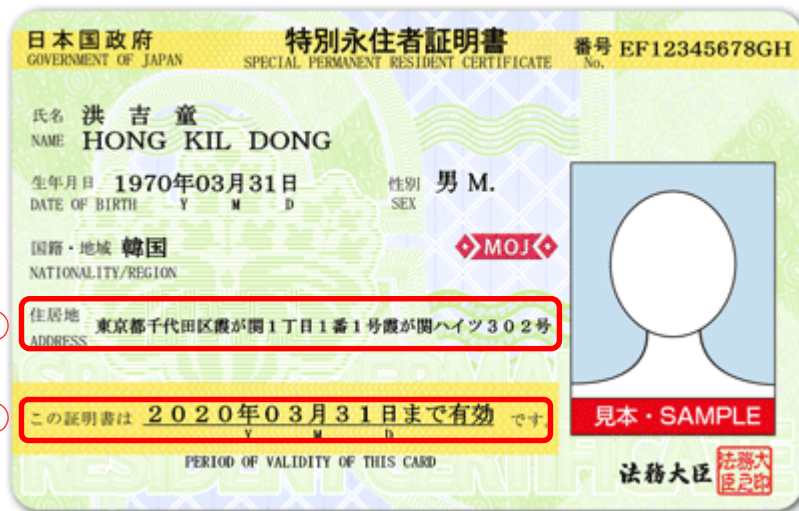 日本国政府 特別永住者証明書 番号 EF12345678GH
GOVERNMENT OF JAPAN SPECIAL PERMANENT RESIDENT CERTIFICATE No.
氏名 洪 吉 童
NAME HONG KIL DONG
生年月日 1970年03月31日 性別 男 M.
DATE OF BIRTH Y M D SEX
国籍・地域 韓国 MOJ
NATIONALITY/REGION
住居地 東京都千代田区霞が関1丁目1番1号霞が関ハイツ302号
ADDRESS
この証明書は 2020年03月31日まで有効 です。
Y M D
見本・SAMPLE
PERIOD OF VALIDITY OF THIS CARD
法務大臣 法務大臣之印